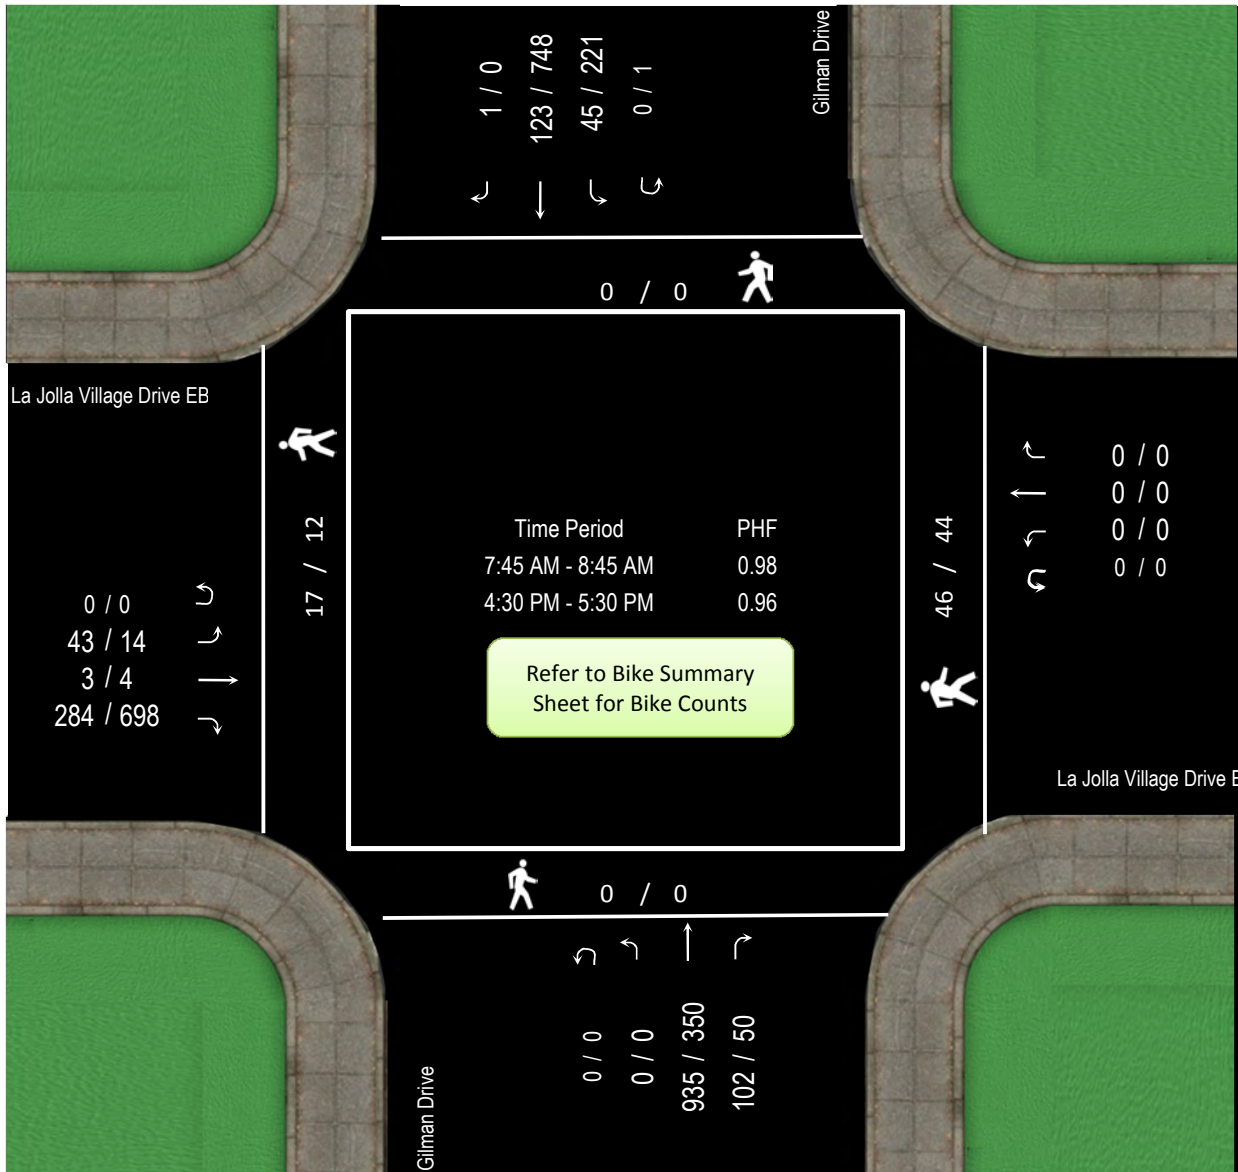 1 / 0
123 / 748
45 / 221
0 / 1
Gilman Drive
0 / 0
La Jolla Village Drive EB
17 / 12
0 / 0
43 / 14
3 / 4
284 / 698
Time Period PHF
7:45 AM - 8:45 AM 0.98
4:30 PM - 5:30 PM 0.96
Refer to Bike Summary
Sheet for Bike Counts
46 / 44
0 / 0
0 / 0
0 / 0
0 / 0
La Jolla Village Drive E
0 / 0
Gilman Drive
0 / 0
0 / 0
935 / 350
102 / 50